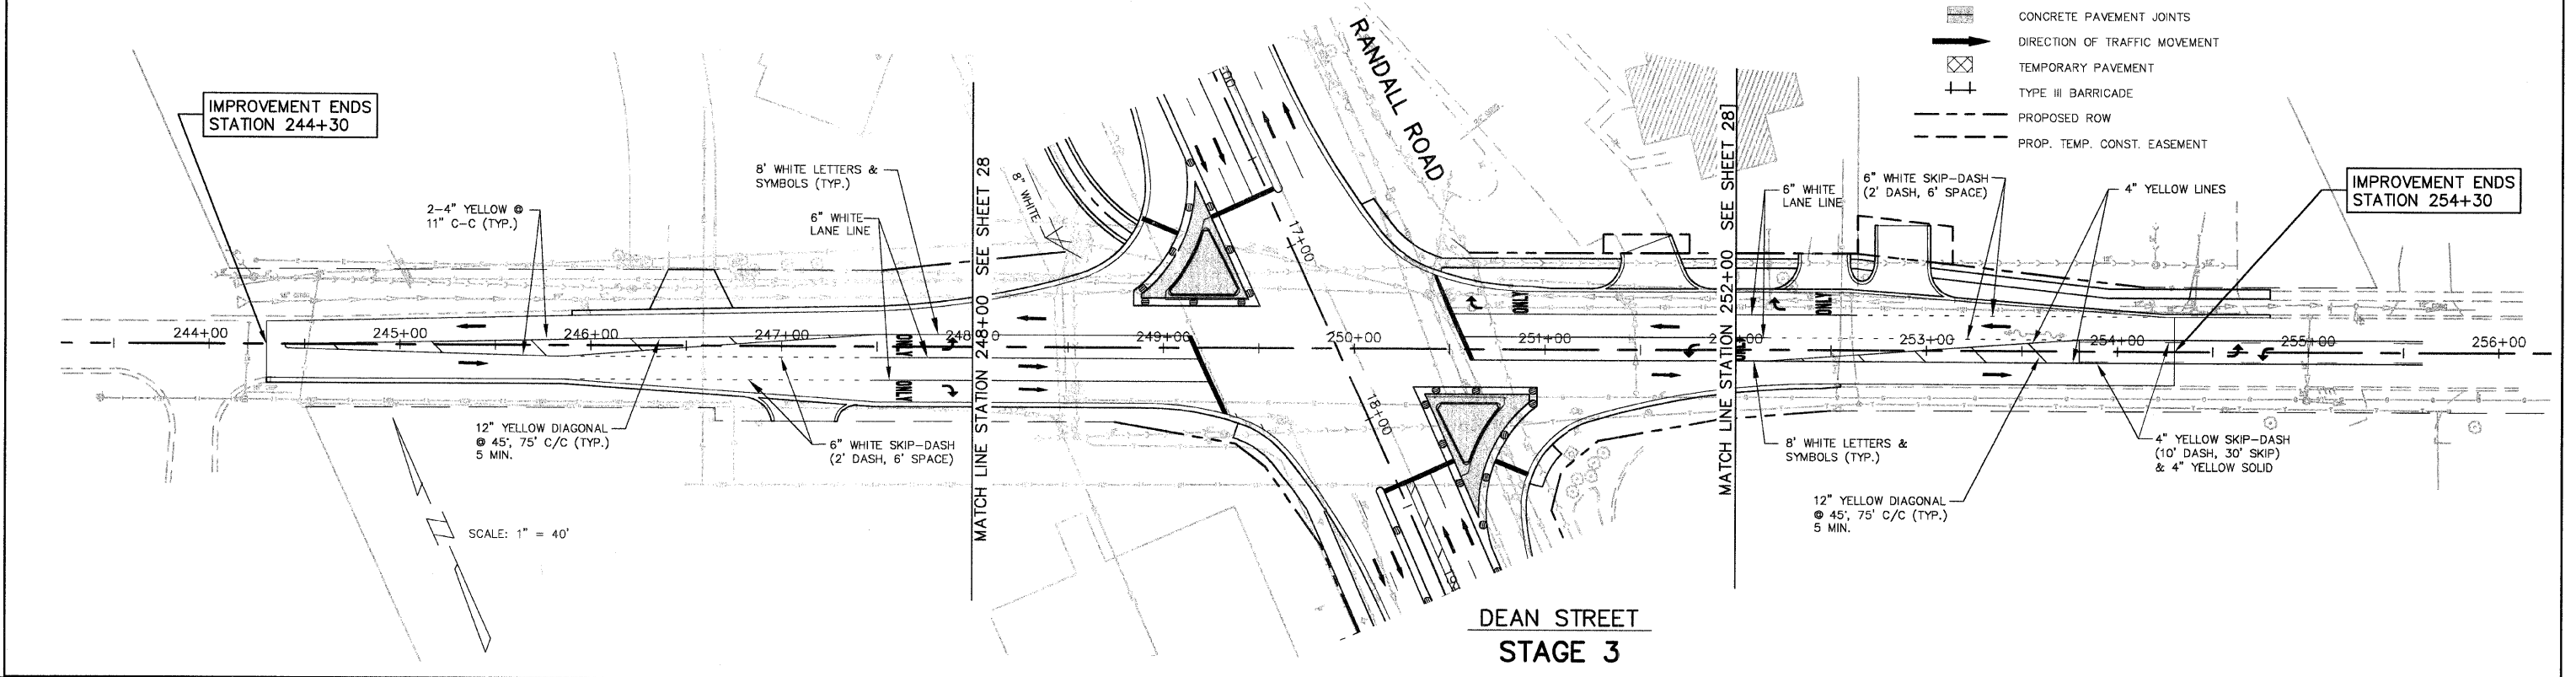 CONCRETE PAVEMENT JOINTS
DIRECTION OF TRAFFIC MOVEMENT
TEMPORARY PAVEMENT
TYPE III BARRICADE
PROPOSED ROW
PROP. TEMP. CONST. EASEMENT
IMPROVEMENT ENDS
STATION 244+30
2-4" YELLOW @
11" C-C (TYP.)
8' WHITE LETTERS &
SYMBOLS (TYP.)
6" WHITE
LANE LINE
MATCH LINE STATION 248+00 SEE SHEET 28
8" WHITE
RANDALL ROAD
17+00
18+00
MATCH LINE STATION 252+00 SEE SHEET 28]
6" WHITE
LANE LINE
6" WHITE SKIP-DASH
(2' DASH, 6' SPACE)
4" YELLOW LINES
IMPROVEMENT ENDS
STATION 254+30
244+00
245+00
246+00
247+00
249+00
250+00
251+00
253+00
254+00
255+00
256+00
ONLY
ONLY
ONLY
ONLY
ONLY
12" YELLOW DIAGONAL
@ 45°, 75' C/C (TYP.)
5 MIN.
6" WHITE SKIP-DASH
(2' DASH, 6' SPACE)
8' WHITE LETTERS &
SYMBOLS (TYP.)
12" YELLOW DIAGONAL
@ 45°, 75' C/C (TYP.)
5 MIN.
4" YELLOW SKIP-DASH
(10' DASH, 30' SKIP)
& 4" YELLOW SOLID
SCALE: 1" = 40'
DEAN STREET
STAGE 3